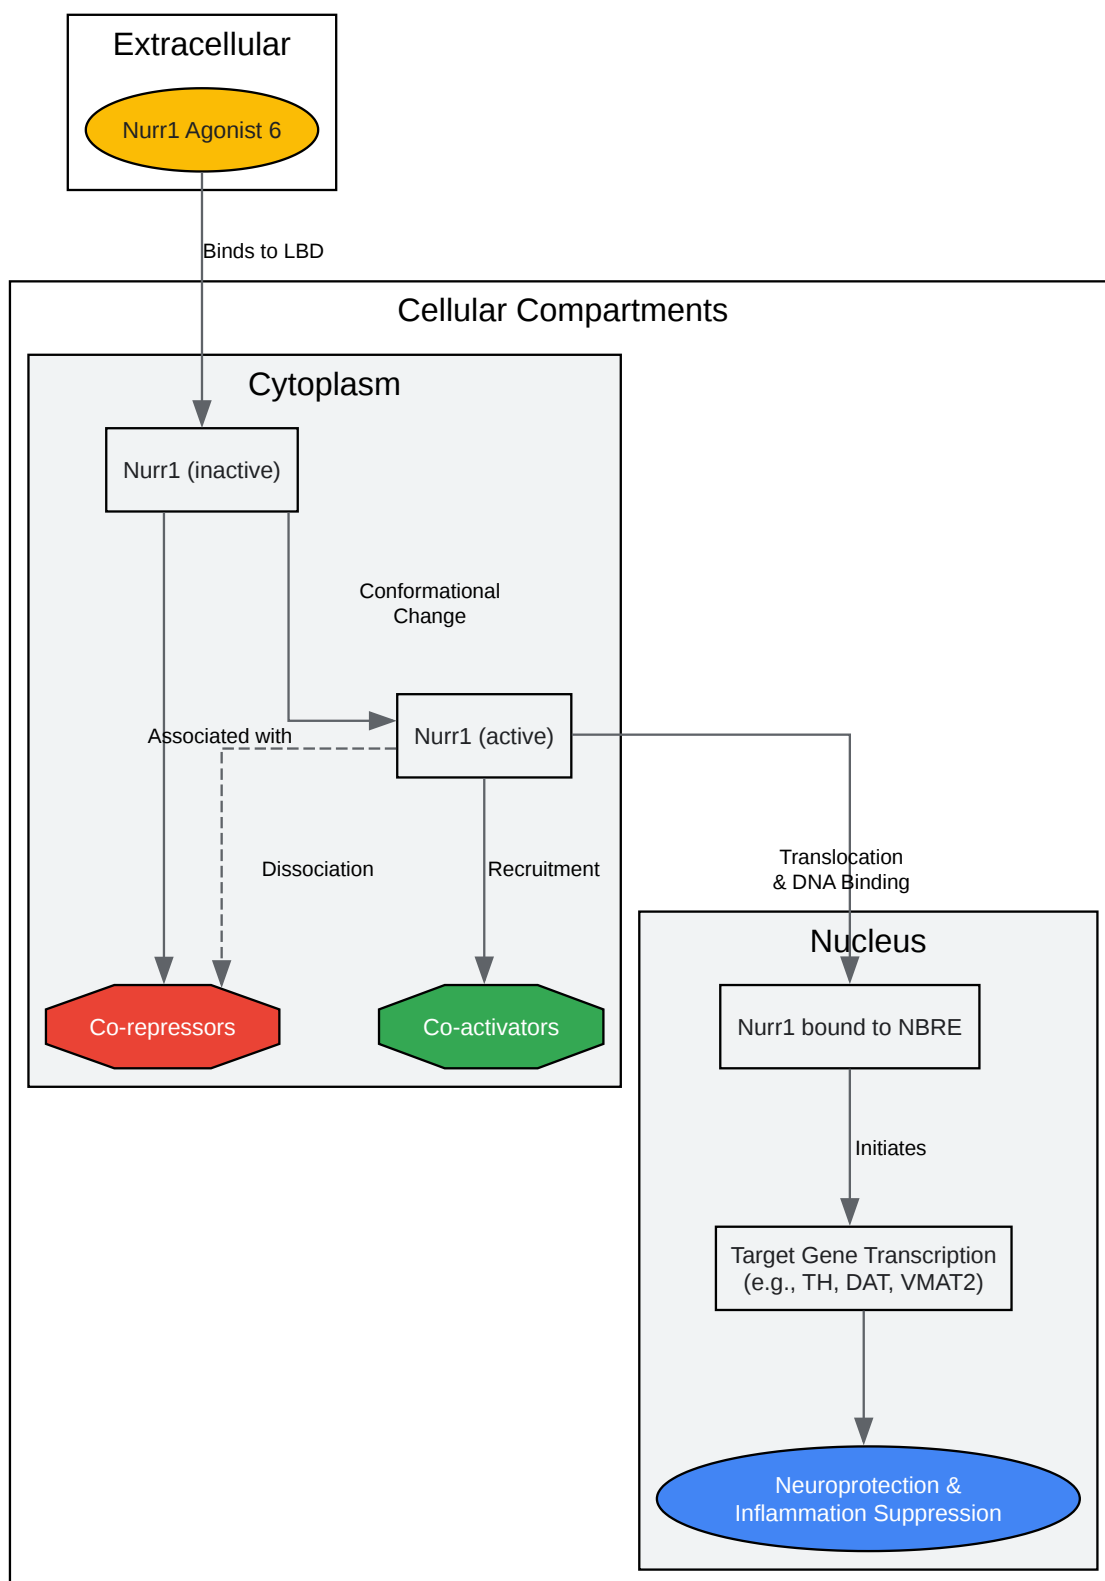 Extracellular
Nurr1 Agonist 6
Binds to LBD
Cellular Compartments
Cytoplasm
Nurr1 (inactive)
Conformational
Change
Associated with
Nurr1 (active)
Dissociation
Recruitment
Translocation
& DNA Binding
Co-repressors
Co-activators
Nucleus
Nurr1 bound to NBRE
Initiates
Target Gene Transcription
(e.g., TH, DAT, VMAT2)
Neuroprotection &
Inflammation Suppression